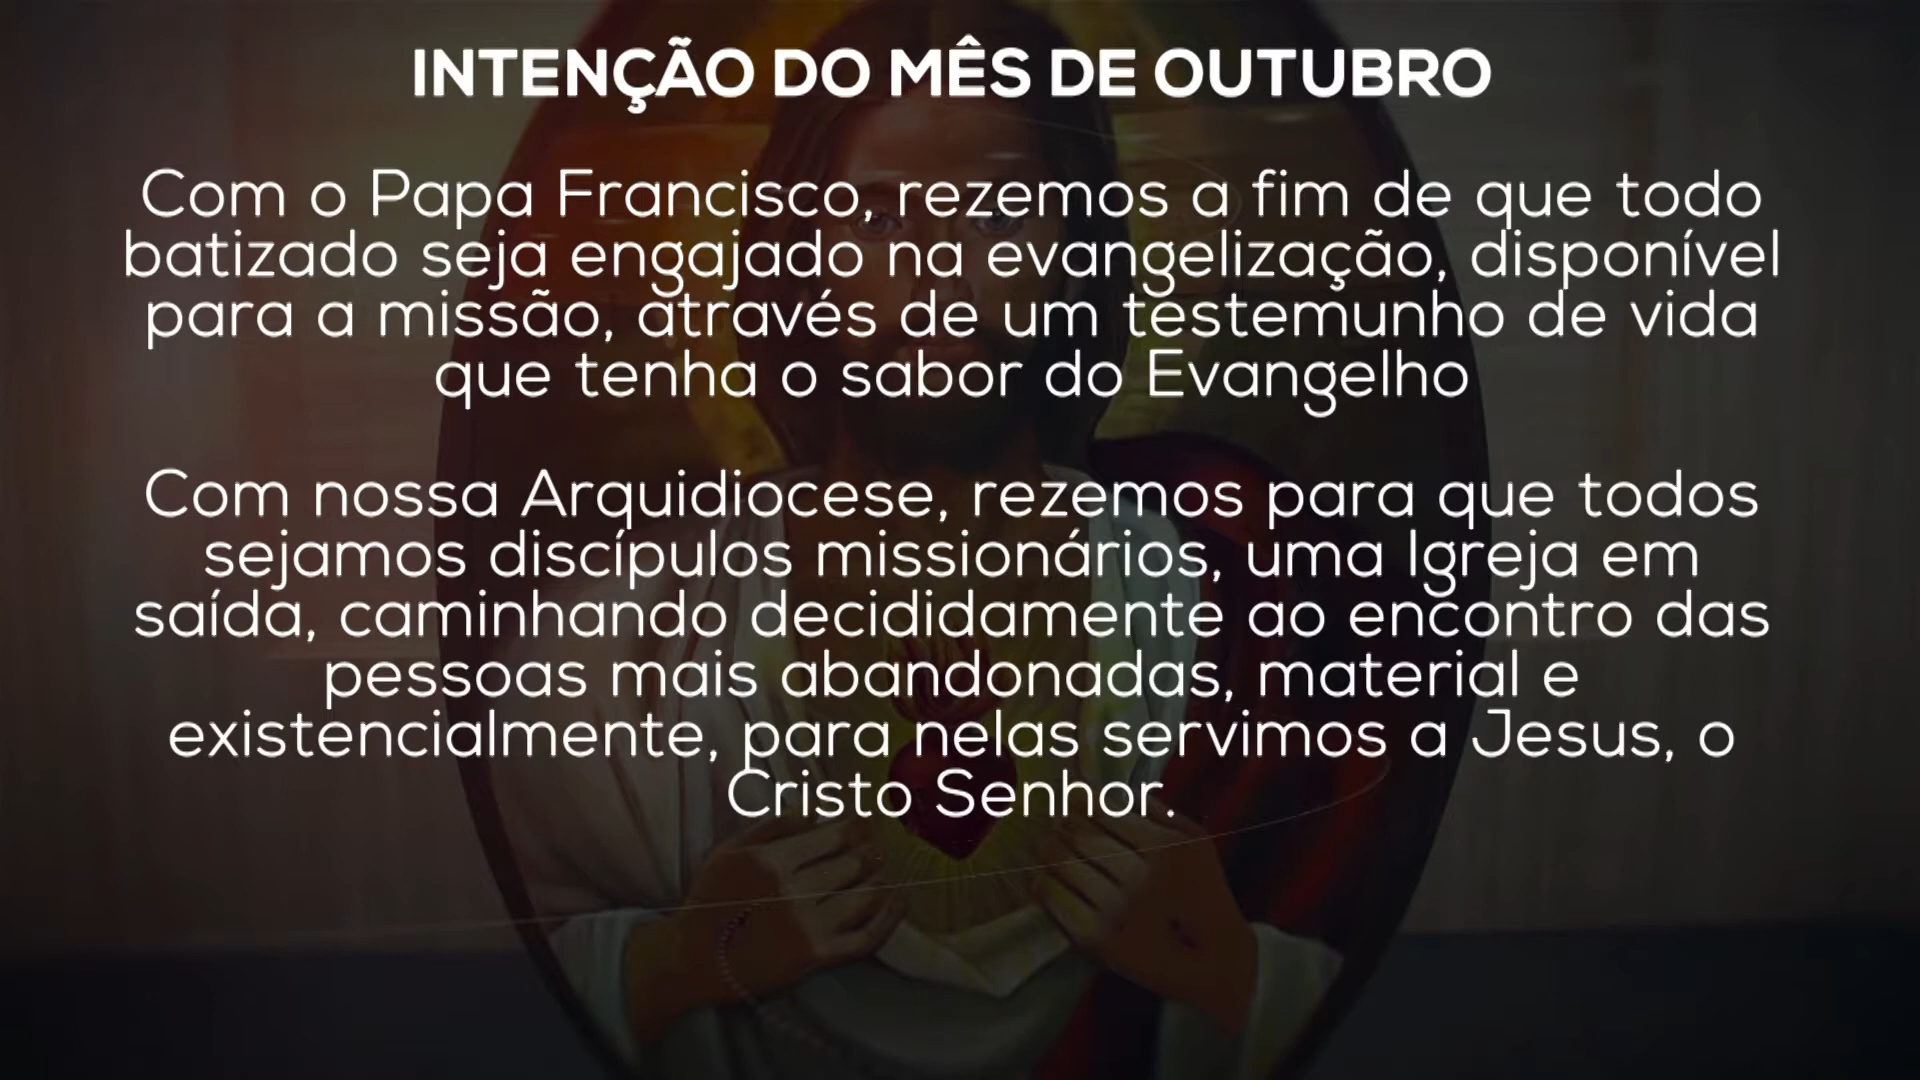 INTENÇÃO DO MÊS DE OUTUBRO
Com o Papa Francisco, rezemos a fim de que todo
batizado seja engajado na evangelização, disponível
para a missão, através de um testemunho de vida
que tenha o sabor do Evangelho
Com nossa Arquidiocese, rezemos para que todos
sejamos discípulos missionários, uma Igreja em
saída, caminhando decididamente ao encontro das
pessoas mais abandonadas, material e
existencialmente, para nelas servimos a Jesus, o
Cristo Senhor.